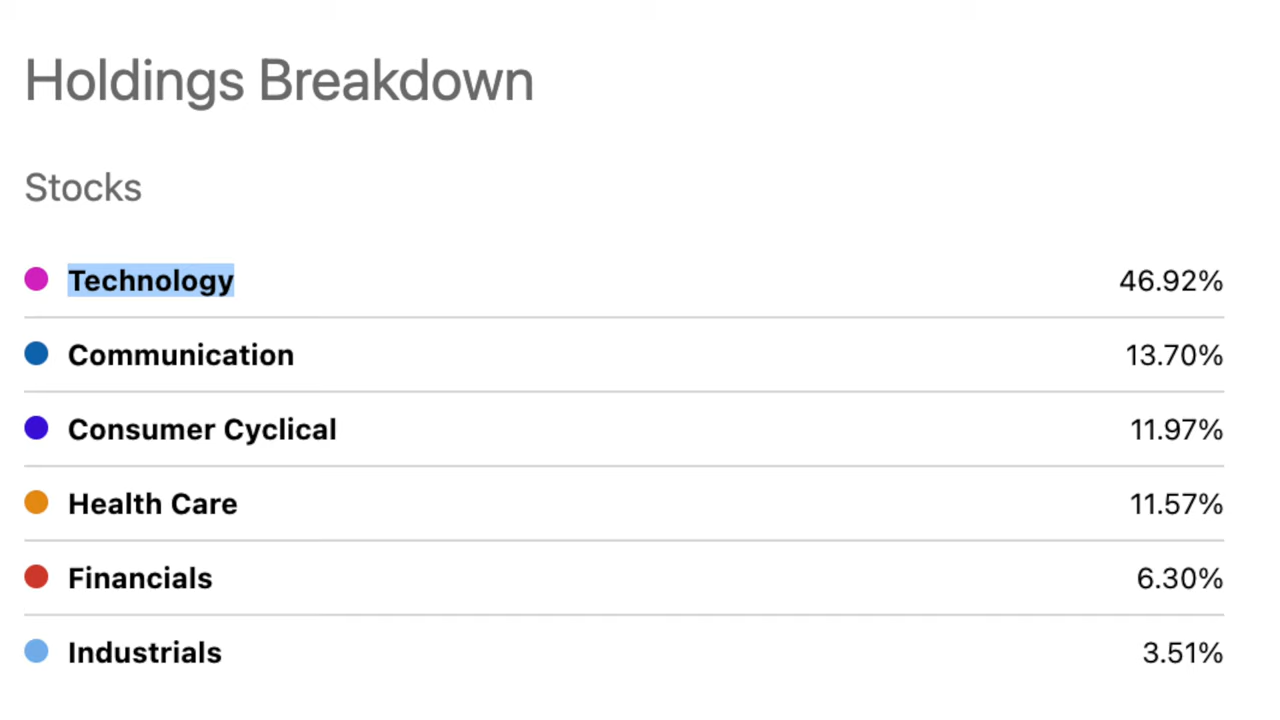 Holdings Breakdown
Stocks
Technology 46.92%
Communication 13.70%
Consumer Cyclical 11.97%
Health Care 11.57%
Financials 6.30%
Industrials 3.51%